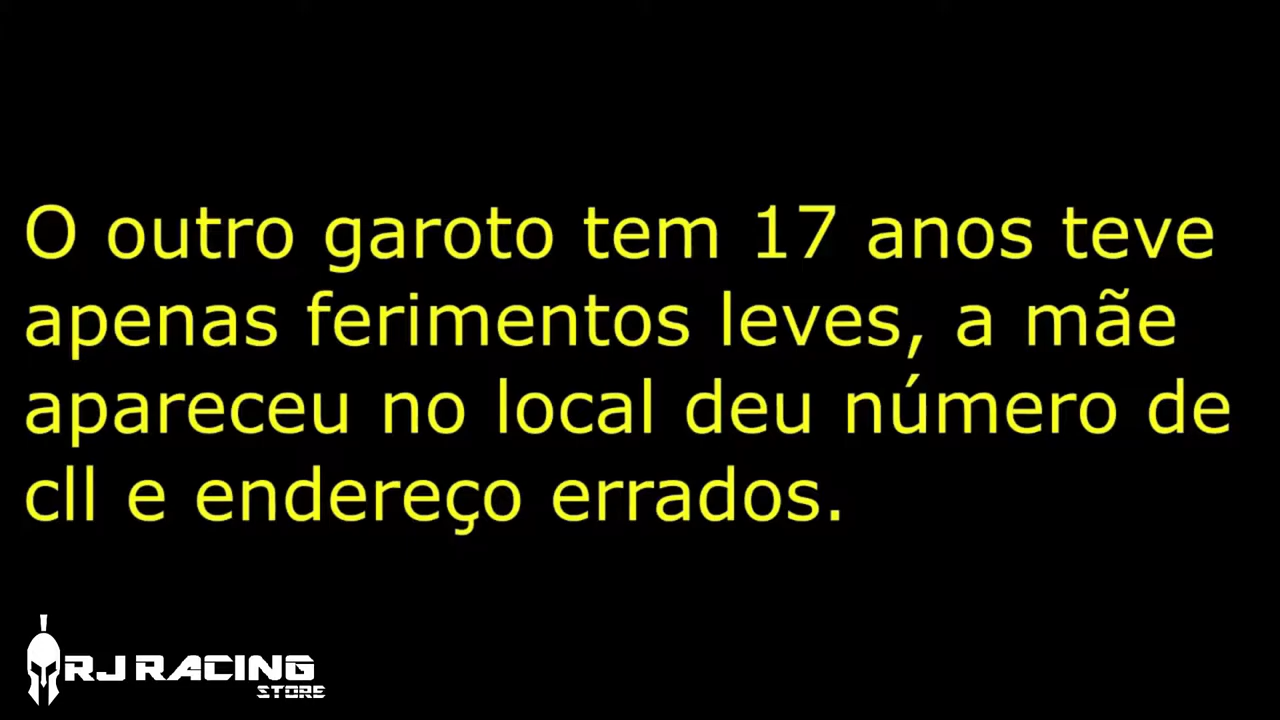 O outro garoto tem 17 anos teve
apenas ferimentos leves, a mãe
apareceu no local deu número de
cll e endereço errados.
RJ RACING
STORE